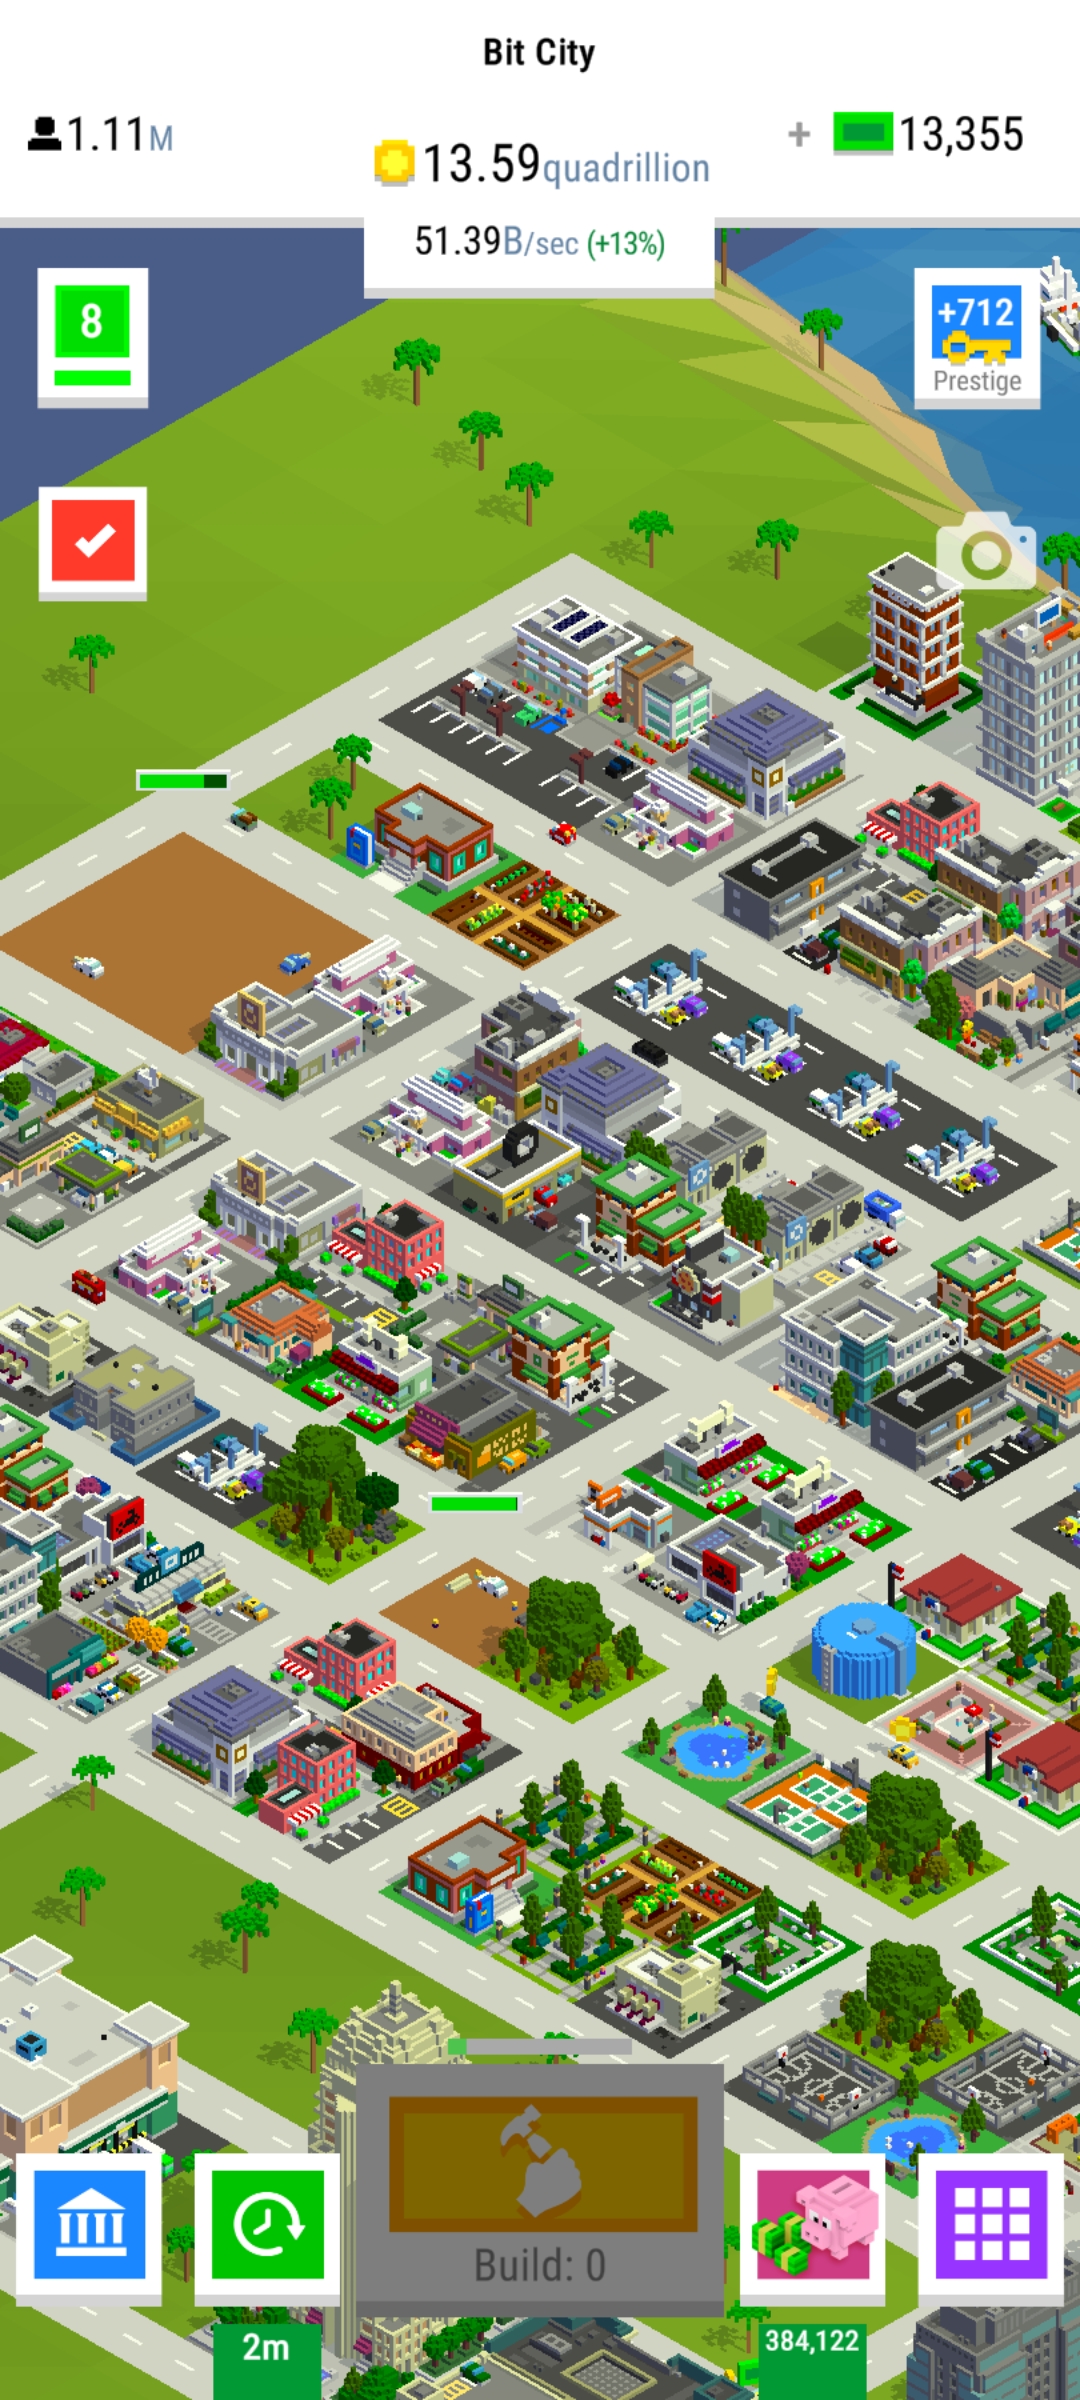 Bit City
1.11M
13.59quadrillion
+ 13,355
51.39B/sec (+13%)
8
+712
Prestige
Build: 0
2m
384,122